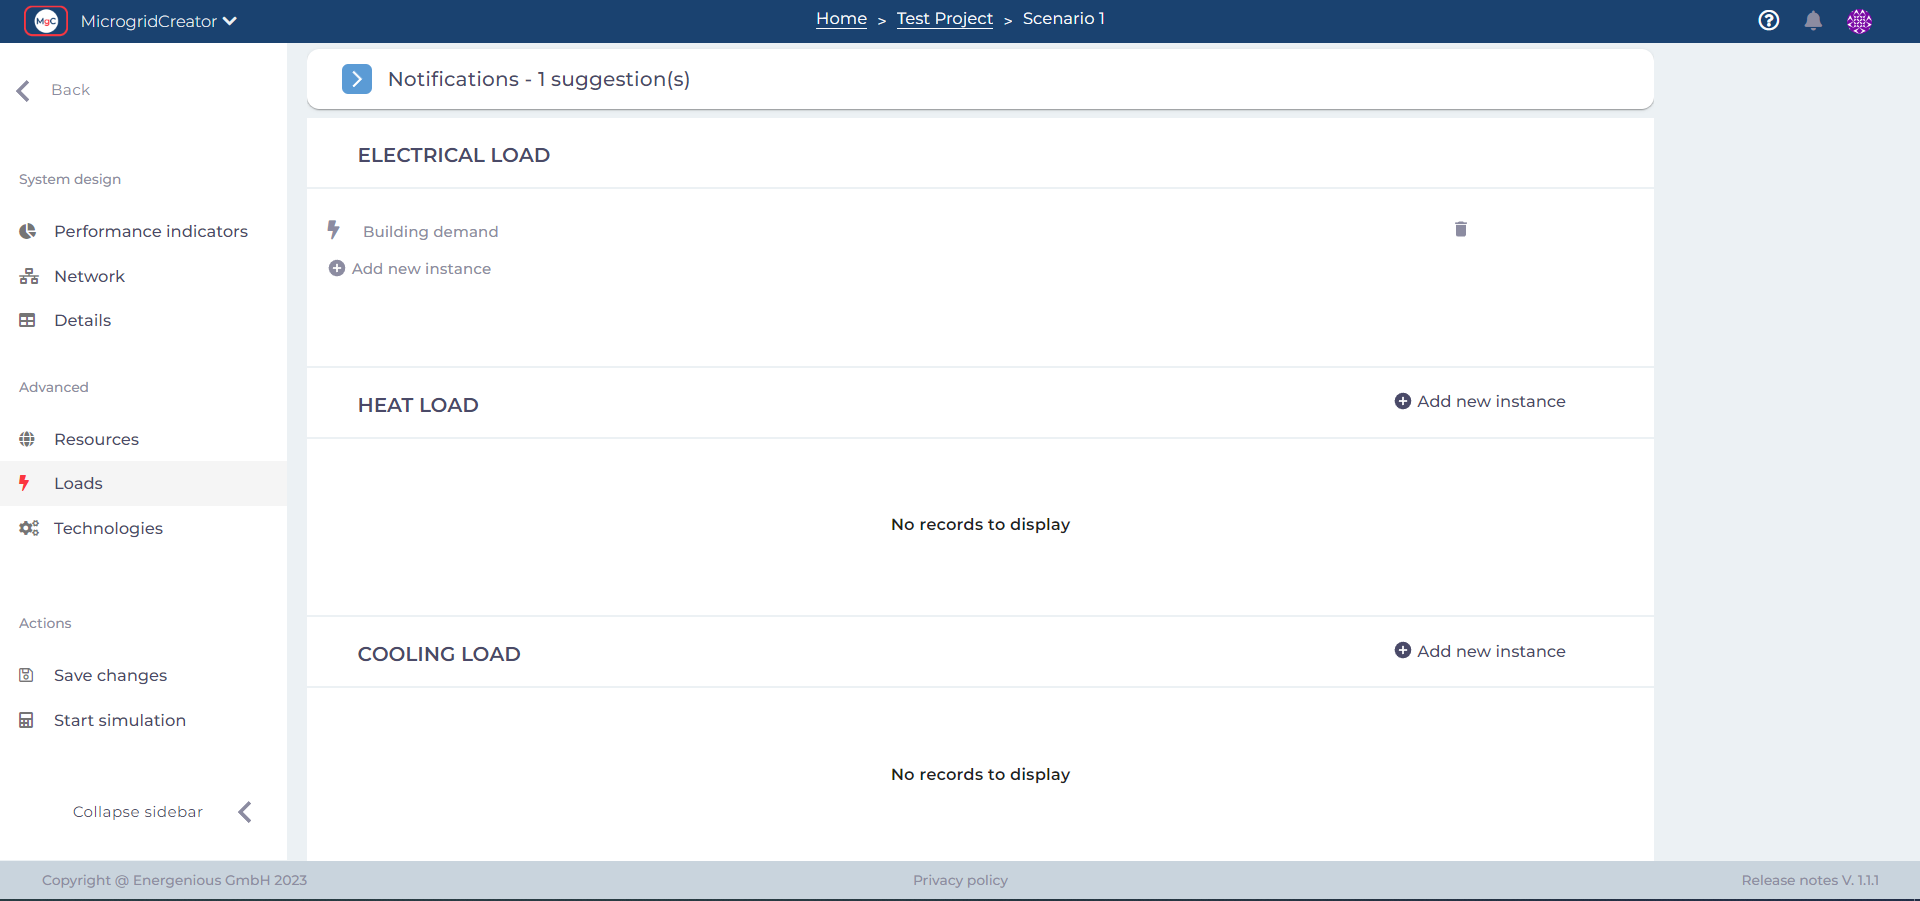 MgC MicrogridCreator
Home > Test Project > Scenario 1
Back
Notifications - 1 suggestion(s)
System design
Performance indicators
Network
Details
Advanced
Resources
Loads
Technologies
Actions
Save changes
Start simulation
Collapse sidebar
ELECTRICAL LOAD
Building demand
Add new instance
HEAT LOAD
Add new instance
No records to display
COOLING LOAD
Add new instance
No records to display
Copyright @ Energenious GmbH 2023
Privacy policy
Release notes V. 1.1.1